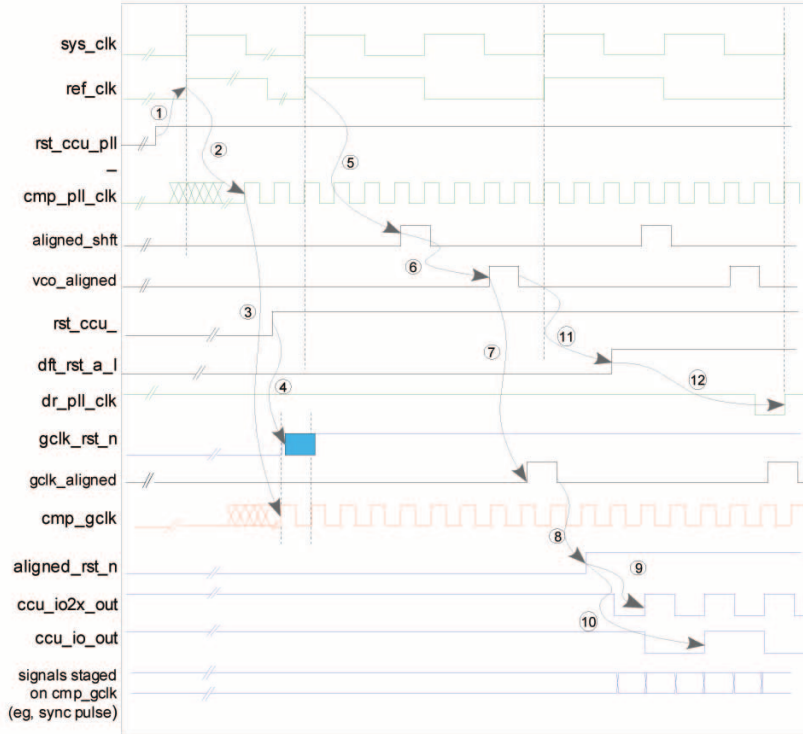 sys_clk
ref_clk
①
rst_ccu_pll
_
②
⑤
cmp_pll_clk
aligned_shft
⑥
vco_aligned
③
rst_ccu_
⑪
⑦
dft_rst_a_l
④
⑫
dr_pll_clk
gclk_rst_n
gclk_aligned
cmp_gclk
⑧
aligned_rst_n
⑨
ccu_io2x_out
⑩
ccu_io_out
signals staged
on cmp_gclk
(eg, sync pulse)